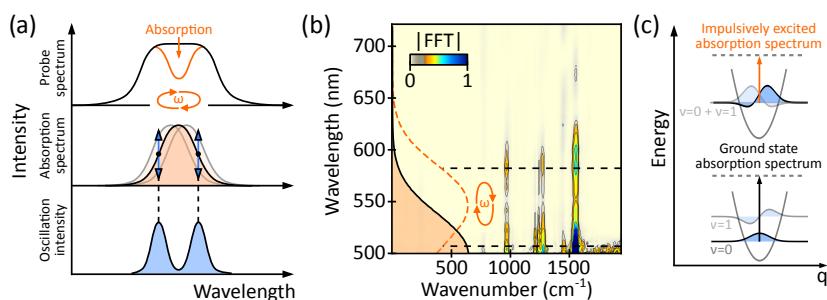 (a)
Absorption
Probe
spectrum
ω
Intensity
Absorption
spectrum
Oscillation
intensity
Wavelength
(b)
700
650
600
550
500
Wavelength (nm)
|FFT|
0 1
ω
500 1000 1500
Wavenumber (cm⁻¹)
(c)
Impulsively excited
absorption spectrum
v=0 + v=1
Energy
Ground state
absorption spectrum
v=1
v=0
q